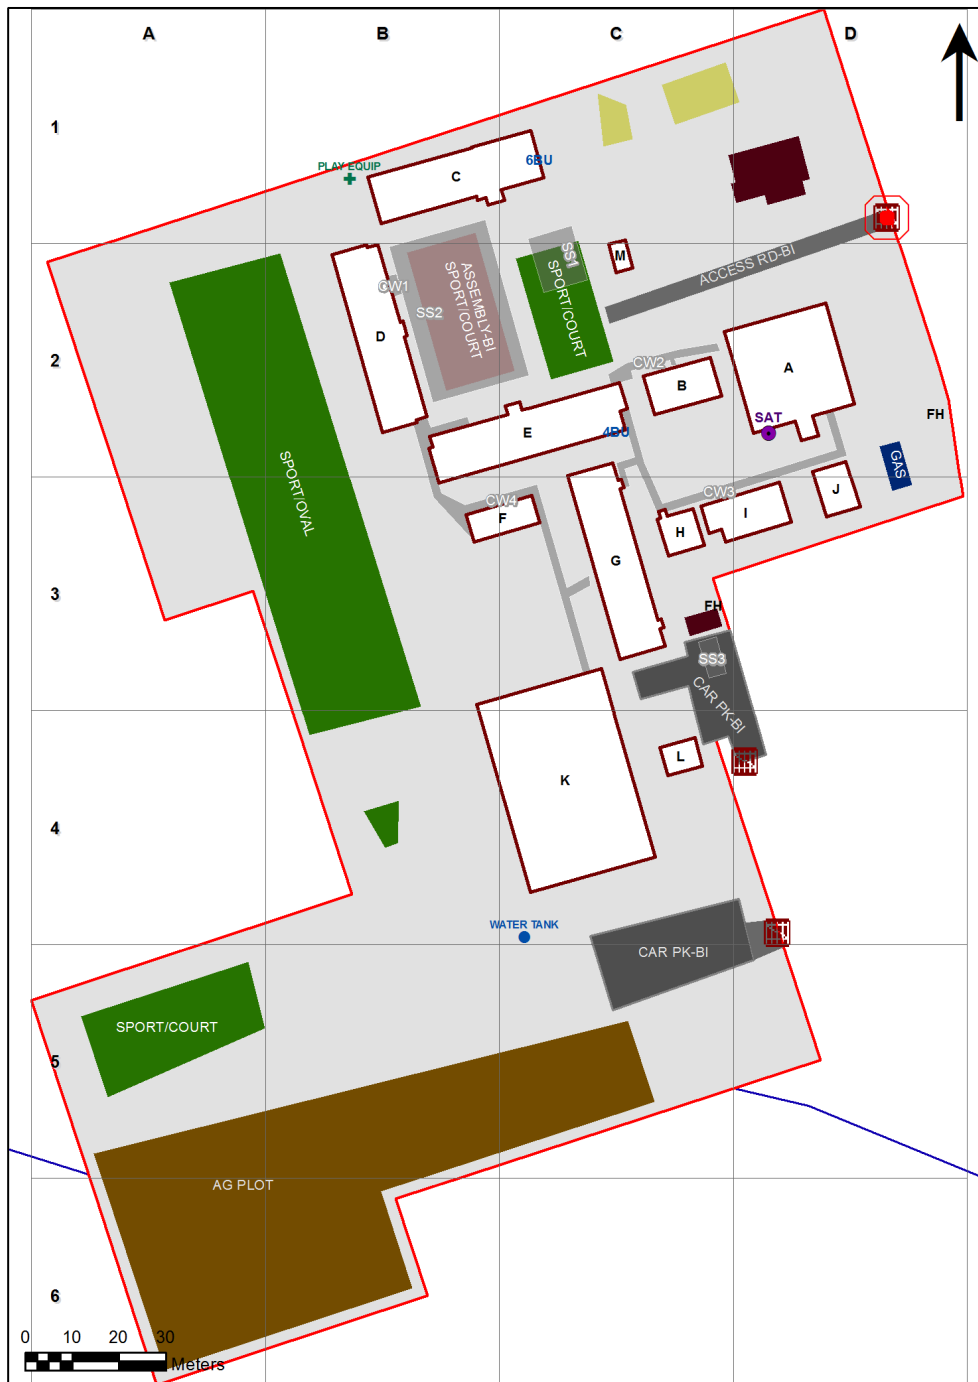 A B C D
1
PLAY EQUIP
C
6BU
SS1
M
ACCESS RD-BI
CW1
SS2
ASSEMBLY-BI
SPORT/COURT
SPORT/COURT
D
2
CW2
B
A
SAT
FH
E
4BU
GAS
SPORT/OVAL
CW4
F
CW3
J
I
H
G
3
FH
SS3
CAR PK-BI
L
K
4
WATER TANK
CAR PK-BI
SPORT/COURT
5
AG PLOT
6
0 10 20 30
Meters